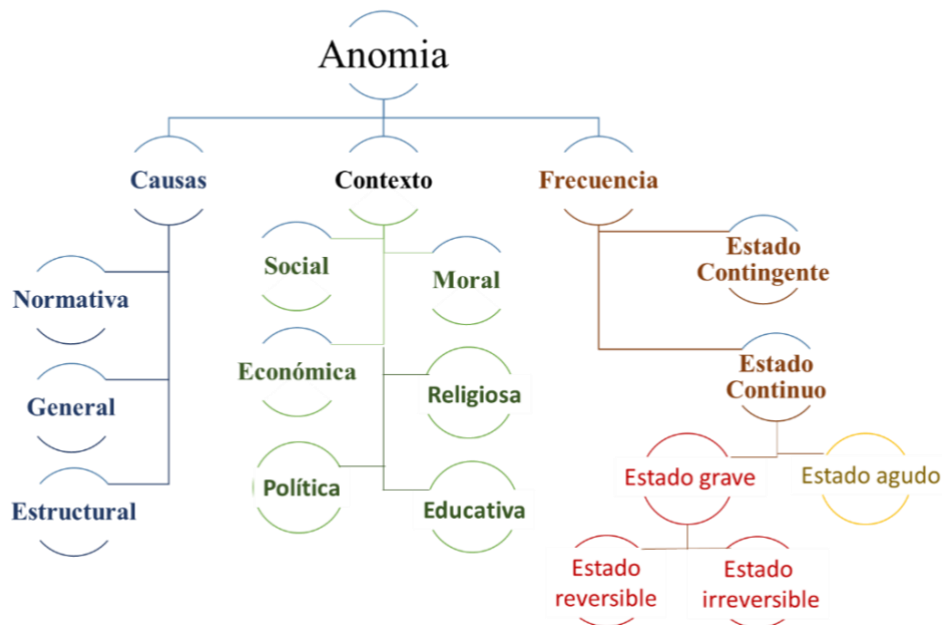 Anomia
Causas
Contexto
Frecuencia
Normativa
General
Estructural
Social
Moral
Económica
Religiosa
Política
Educativa
Estado
Contingente
Estado
Continuo
Estado grave
Estado agudo
Estado
reversible
Estado
irreversible